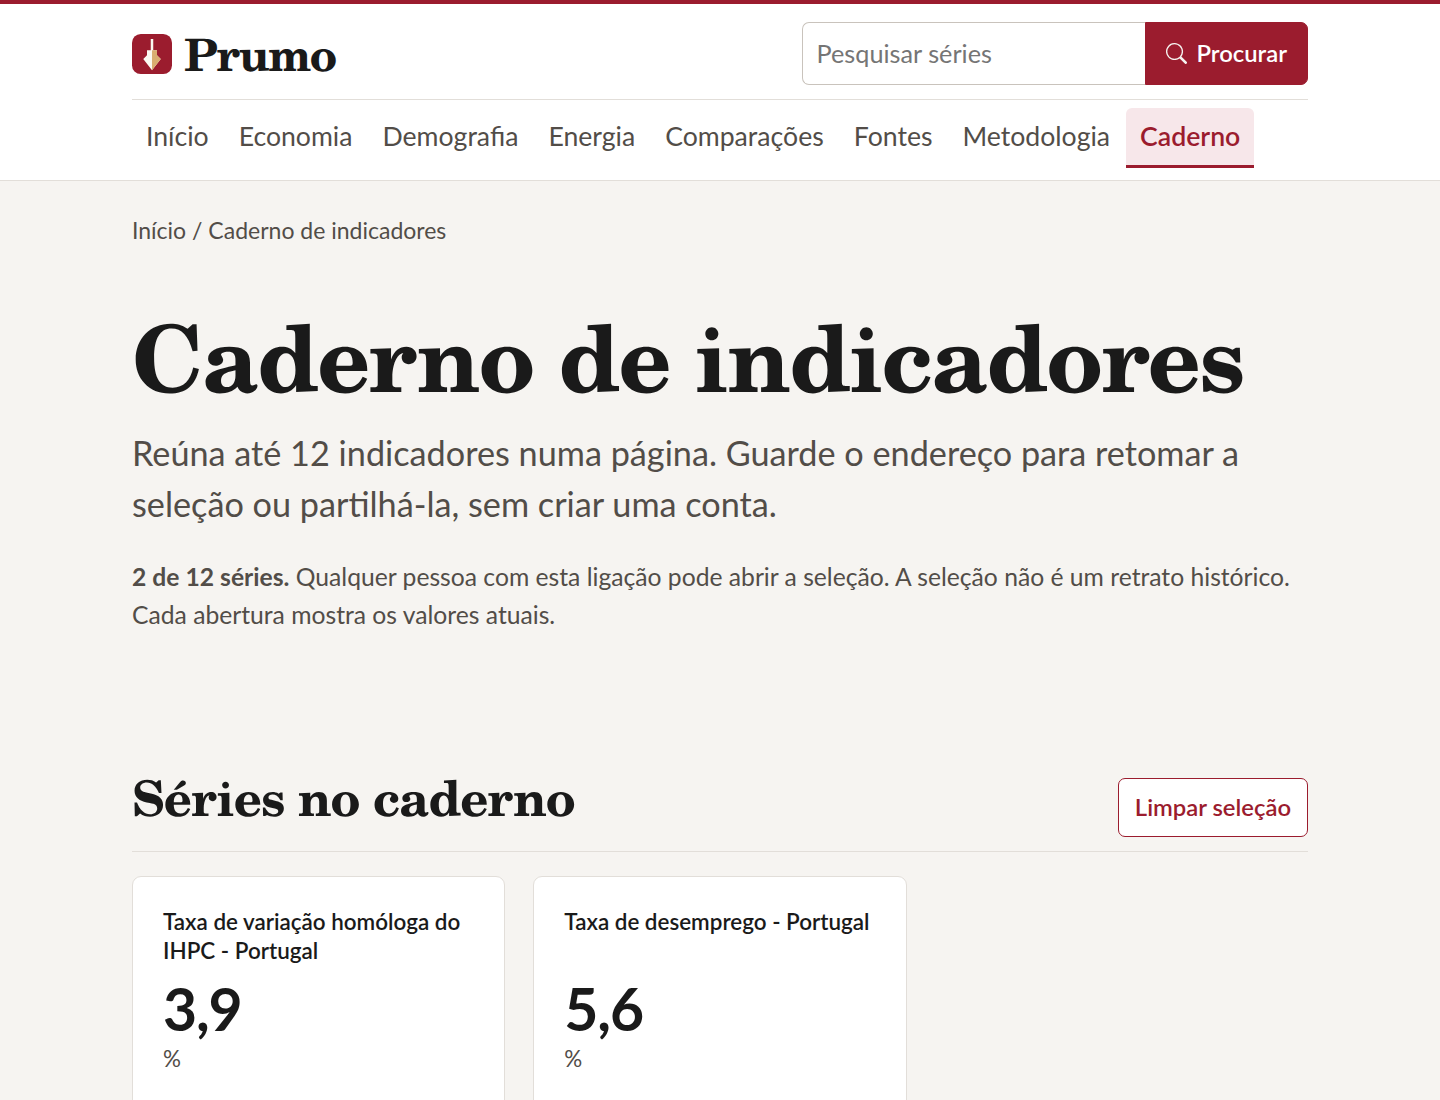 Prumo
Pesquisar séries
Procurar
Início
Economia
Demografia
Energia
Comparações
Fontes
Metodologia
Caderno
Início / Caderno de indicadores
Caderno de indicadores
Reúna até 12 indicadores numa página. Guarde o endereço para retomar a
seleção ou partilhá-la, sem criar uma conta.
2 de 12 séries. Qualquer pessoa com esta ligação pode abrir a seleção. A seleção não é um retrato histórico.
Cada abertura mostra os valores atuais.
Séries no caderno
Limpar seleção
Taxa de variação homóloga do
IHPC - Portugal
3,9
%
Taxa de desemprego - Portugal
5,6
%